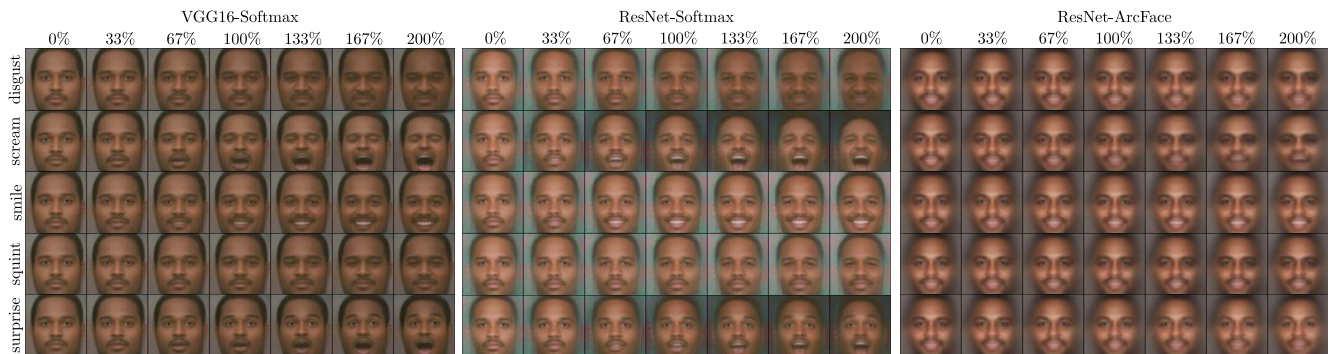 VGG16-Softmax ResNet-Softmax ResNet-ArcFace
0% 33% 67% 100% 133% 167% 200% 0% 33% 67% 100% 133% 167% 200% 0% 33% 67% 100% 133% 167% 200%
disgust
scream
smile
squint
surprise